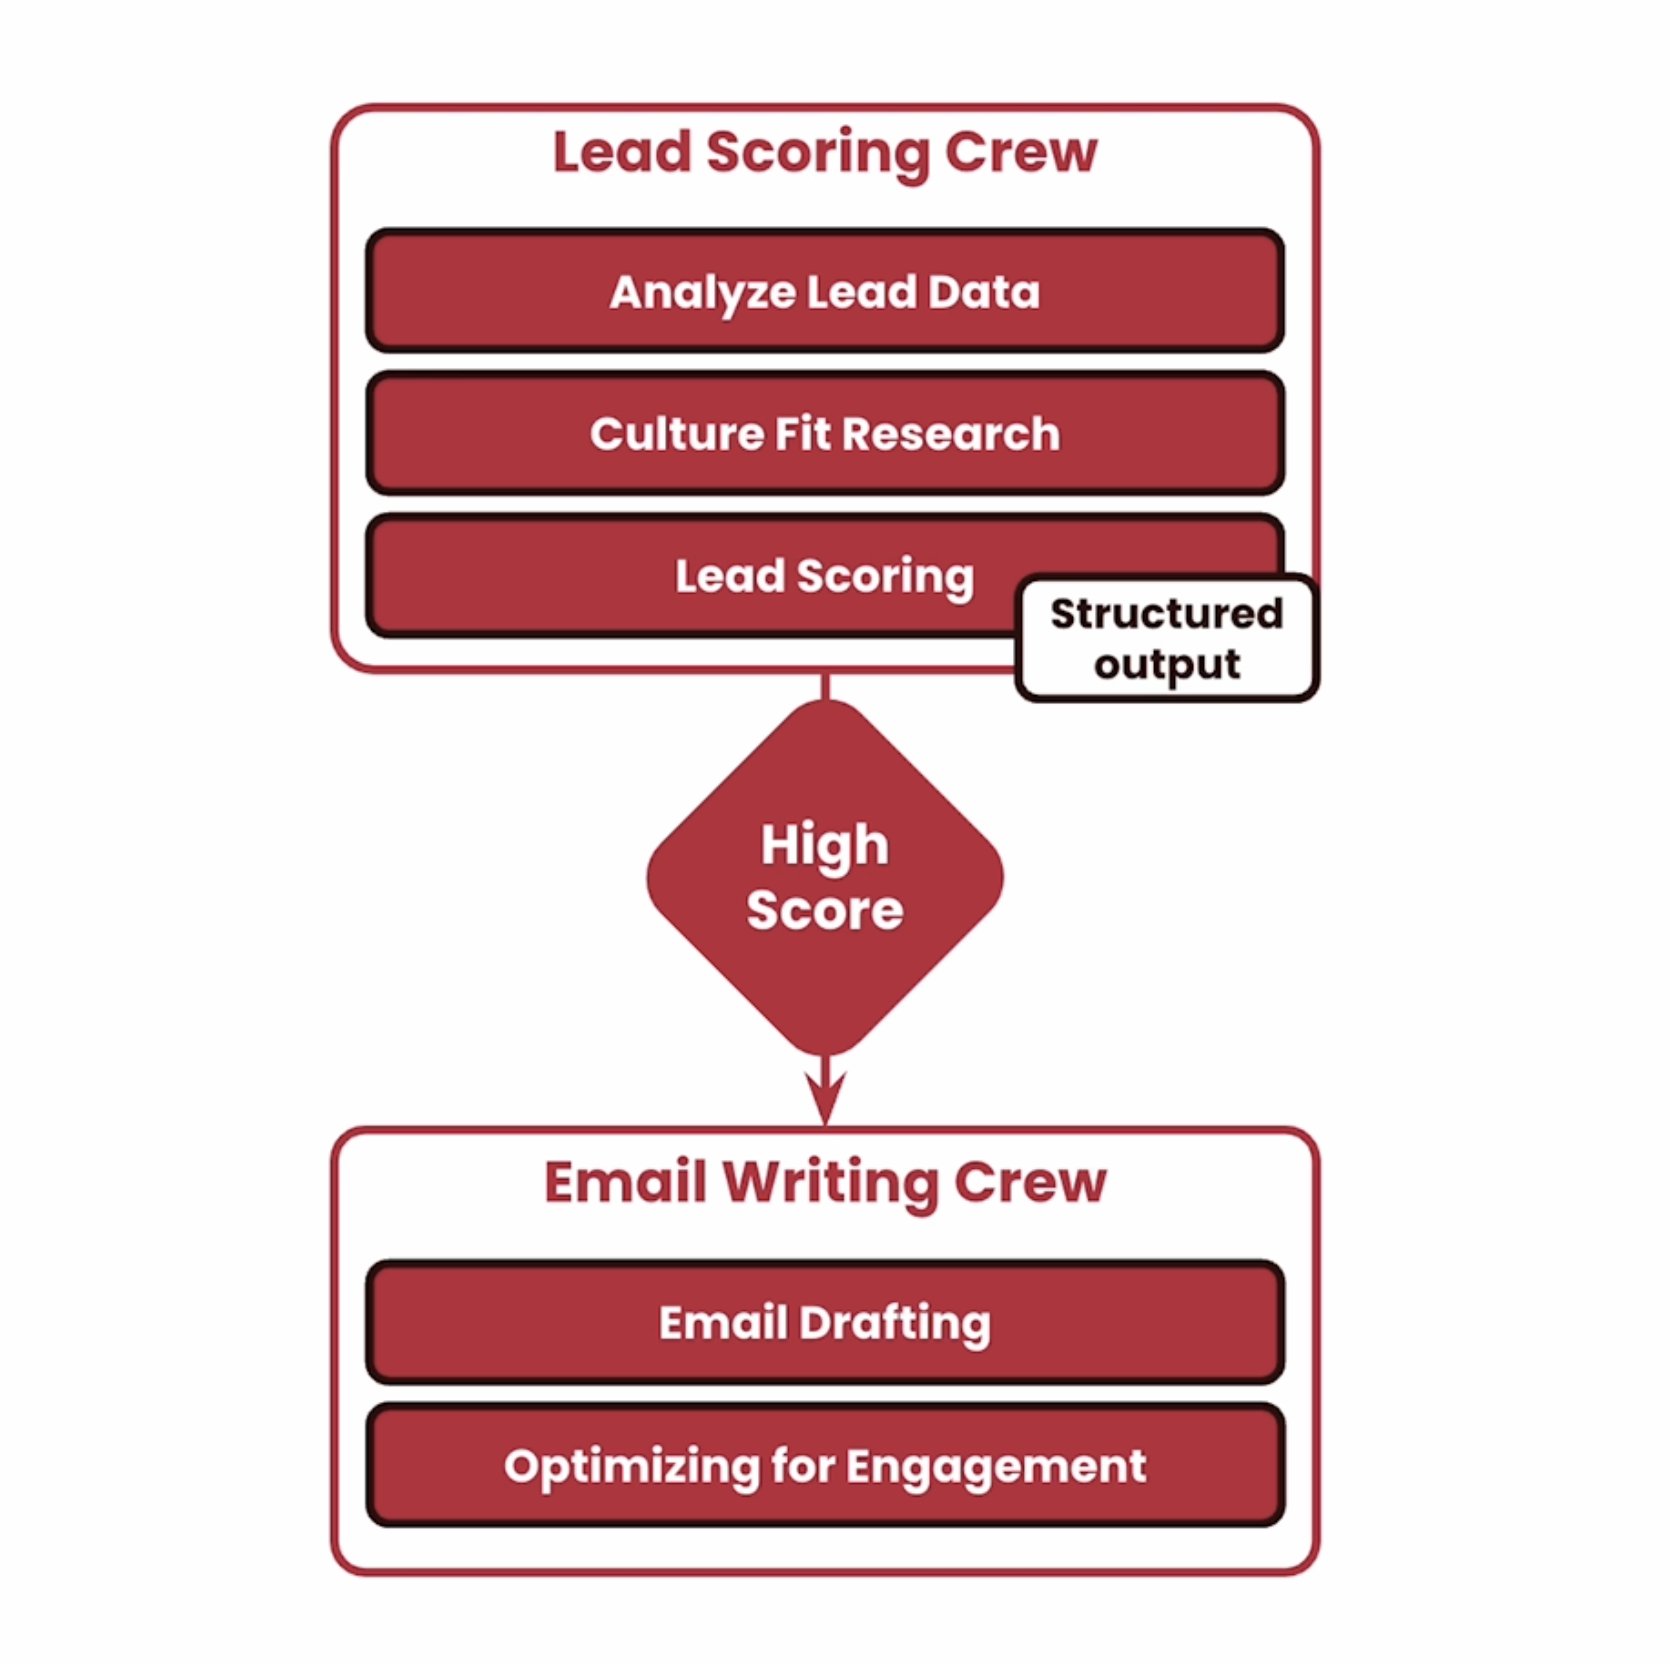 Lead Scoring Crew
Analyze Lead Data
Culture Fit Research
Lead Scoring
Structured
output
High
Score
Email Writing Crew
Email Drafting
Optimizing for Engagement